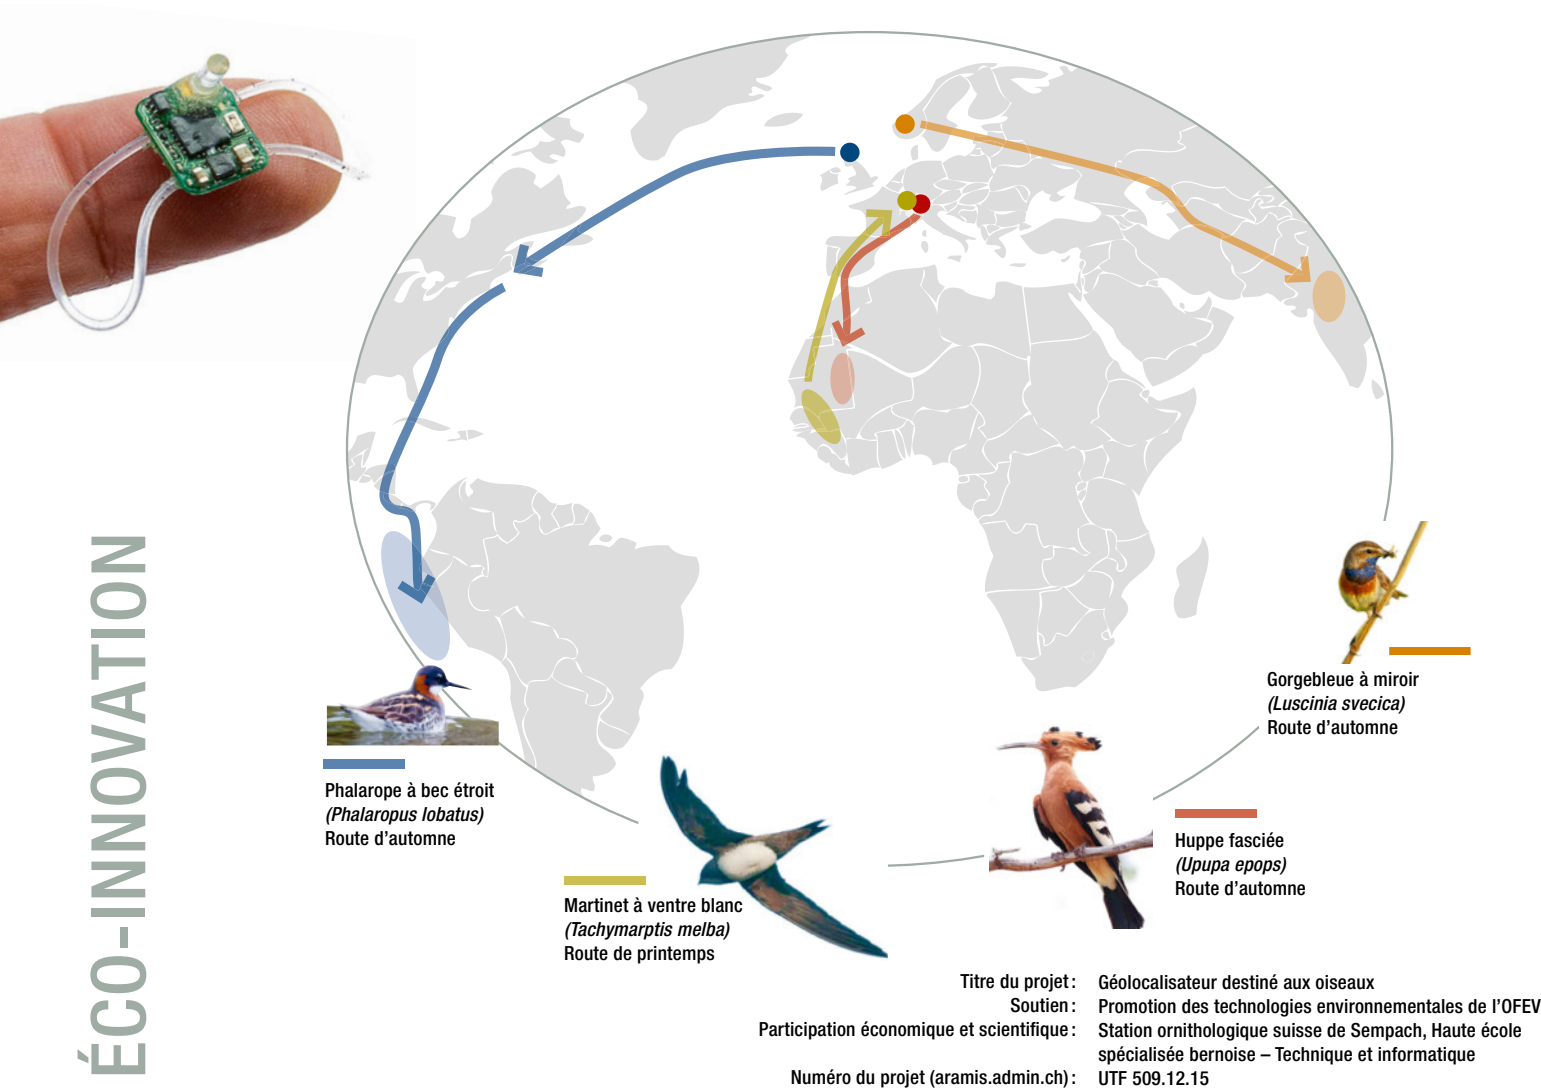 ÉCO-INNOVATION
Phalarope à bec étroit
(Phalaropus lobatus)
Route d'automne
Martinet à ventre blanc
(Tachymarptis melba)
Route de printemps
Huppe fasciée
(Upupa epops)
Route d'automne
Gorgebleue à miroir
(Luscinia svecica)
Route d'automne
Titre du projet : Géolocalisateur destiné aux oiseaux
Soutien : Promotion des technologies environnementales de l'OFEV
Participation économique et scientifique : Station ornithologique suisse de Sempach, Haute école
spécialisée bernoise – Technique et informatique
Numéro du projet (aramis.admin.ch) : UTF 509.12.15